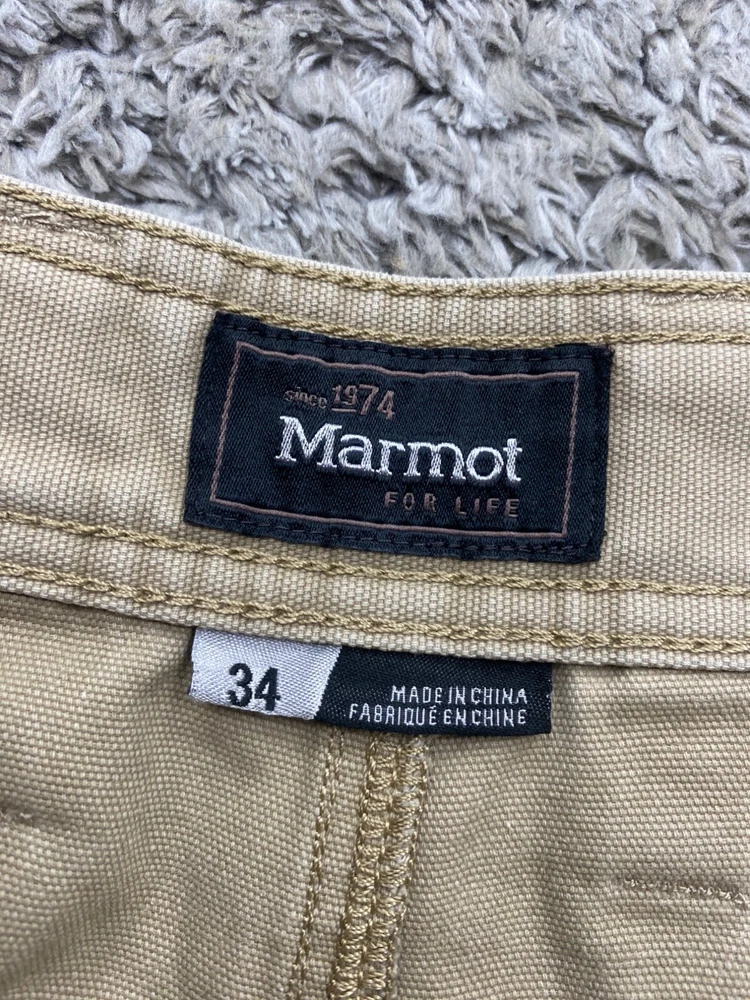 since 1974
Marmot
FOR LIFE
34
MADE IN CHINA
FABRIQUÉ EN CHINE